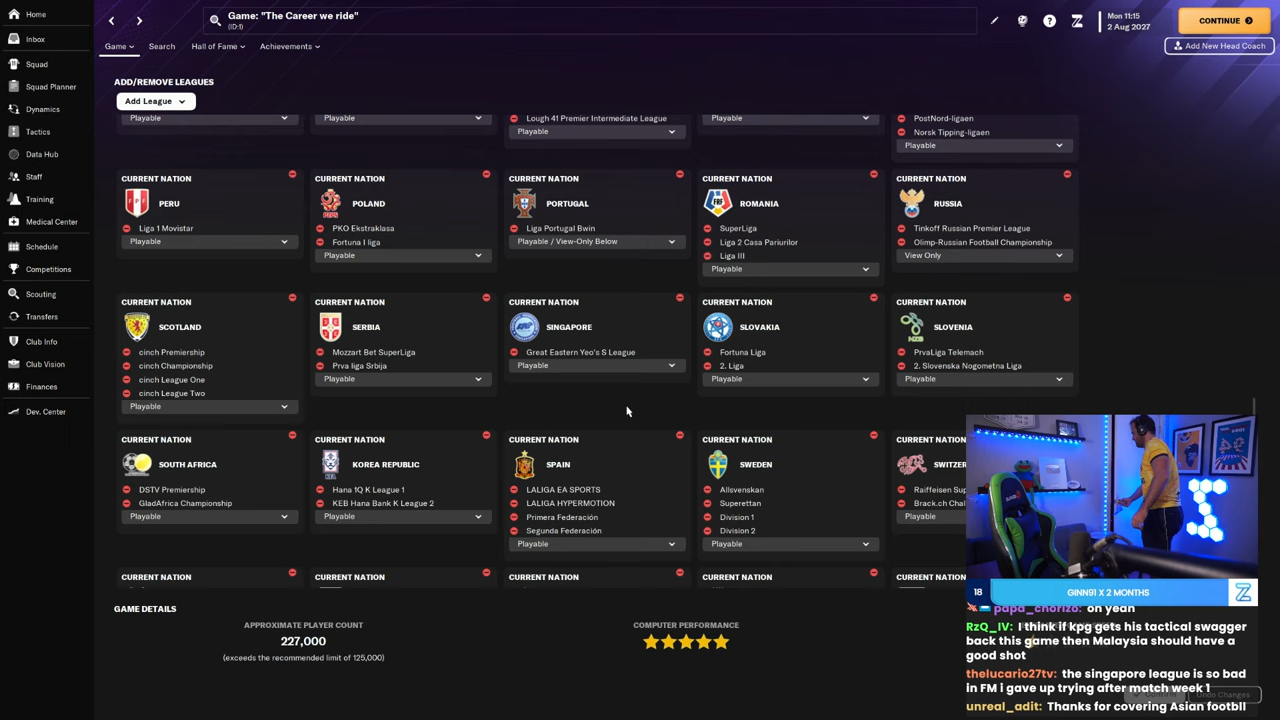 Home
Inbox
Squad
Squad Planner
Dynamics
Tactics
Data Hub
Staff
Training
Medical Center
Schedule
Competitions
Scouting
Transfers
Club Info
Club Vision
Finances
Dev. Center
Game: "The Career we ride"
(ID:1)
Mon 11:15
2 Aug 2027
CONTINUE
Game
Search
Hall of Fame
Achievements
Add New Head Coach
ADD/REMOVE LEAGUES
Add League
Playable
Playable
Lough 41 Premier Intermediate League
Playable
Playable
PostNord-ligaen
Norsk Tipping-ligaen
Playable
CURRENT NATION
PERU
Liga 1 Movistar
Playable
CURRENT NATION
POLAND
PKO Ekstraklasa
Fortuna I liga
Playable
CURRENT NATION
PORTUGAL
Liga Portugal Bwin
Playable / View-Only Below
CURRENT NATION
ROMANIA
SuperLiga
Liga 2 Casa Pariurilor
Liga III
Playable
CURRENT NATION
RUSSIA
Tinkoff Russian Premier League
Olimp-Russian Football Championship
View Only
CURRENT NATION
SCOTLAND
cinch Premiership
cinch Championship
cinch League One
cinch League Two
Playable
CURRENT NATION
SERBIA
Mozzart Bet SuperLiga
Prva liga Srbija
Playable
CURRENT NATION
SINGAPORE
Great Eastern Yeo's S League
Playable
CURRENT NATION
SLOVAKIA
Fortuna Liga
2. Liga
Playable
CURRENT NATION
SLOVENIA
PrvaLiga Telemach
2. Slovenska Nogometna Liga
Playable
CURRENT NATION
SOUTH AFRICA
DSTV Premiership
GladAfrica Championship
Playable
CURRENT NATION
KOREA REPUBLIC
Hana 1Q K League 1
KEB Hana Bank K League 2
Playable
CURRENT NATION
SPAIN
LALIGA EA SPORTS
LALIGA HYPERMOTION
Primera Federación
Segunda Federación
Playable
CURRENT NATION
SWEDEN
Allsvenskan
Superettan
Division 1
Division 2
Playable
CURRENT NATION
SWITZER
Raiffeisen Sup
Brack.ch Chal
Playable
CURRENT NATION
CURRENT NATION
CURRENT NATION
CURRENT NATION
CURRENT NATION
GAME DETAILS
APPROXIMATE PLAYER COUNT
227,000
(exceeds the recommended limit of 125,000)
COMPUTER PERFORMANCE
18
GINN91 X 2 MONTHS
papa_chorizo: oh yeah
RzQ_IV: I think if kpg gets his tactical swagger
back this game then Malaysia should have a
good shot
thelucario27tv: the singapore league is so bad
in FM i gave up trying after match week 1
Undo Changes
unreal_adit: Thanks for covering Asian footbll